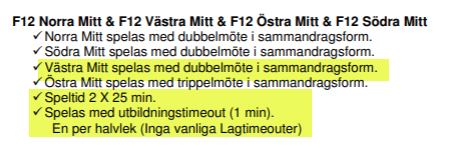 F12 Norra Mitt & F12 Västra Mitt & F12 Östra Mitt & F12 Södra Mitt
✓Norra Mitt spelas med dubbelmöte i sammandragsform.
✓Södra Mitt spelas med dubbelmöte i sammandragsform.
✓Västra Mitt spelas med dubbelmöte i sammandragsform.
✓Östra Mitt spelas med trippelmöte i sammandragsform.
✓Speltid 2 X 25 min.
✓Spelas med utbildningstimeout (1 min).
En per halvlek (Inga vanliga Lagtimeouter)